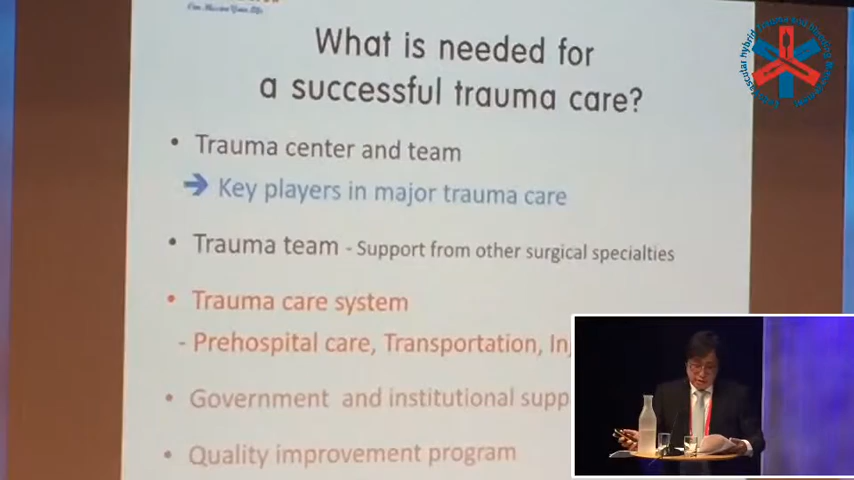 What is needed for
a successful trauma care?
• Trauma center and team
➔ Key players in major trauma care
• Trauma team - Support from other surgical specialties
• Trauma care system
- Prehospital care, Transportation, Inj
• Government and institutional supp
• Quality improvement program